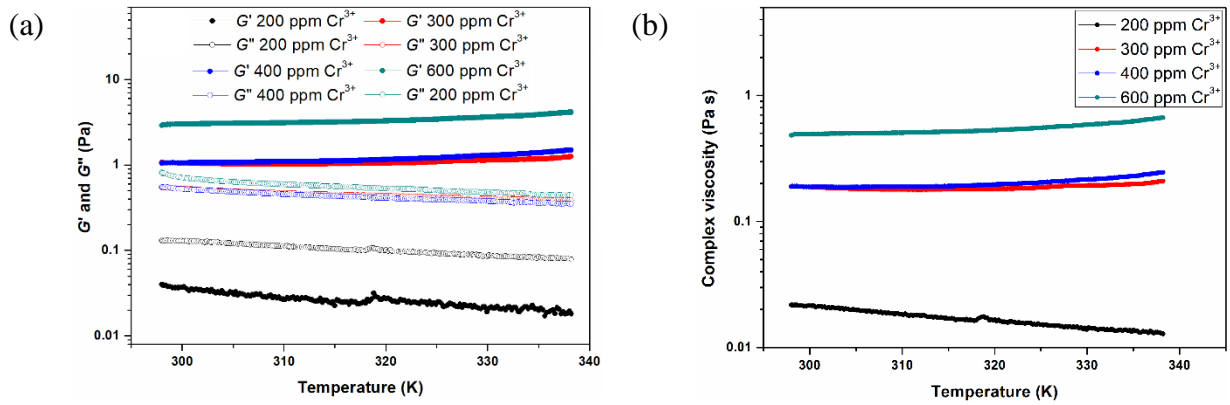 (a)
G' 200 ppm Cr³⁺ G' 300 ppm Cr³⁺
G" 200 ppm Cr³⁺ G" 300 ppm Cr³⁺
G' 400 ppm Cr³⁺ G' 600 ppm Cr³⁺
G" 400 ppm Cr³⁺ G" 200 ppm Cr³⁺
G' and G" (Pa)
10
1
0.1
0.01
300 310 320 330 340
Temperature (K)
(b)
200 ppm Cr³⁺
300 ppm Cr³⁺
400 ppm Cr³⁺
600 ppm Cr³⁺
Complex viscosity (Pa s)
1
0.1
0.01
300 310 320 330 340
Temperature (K)